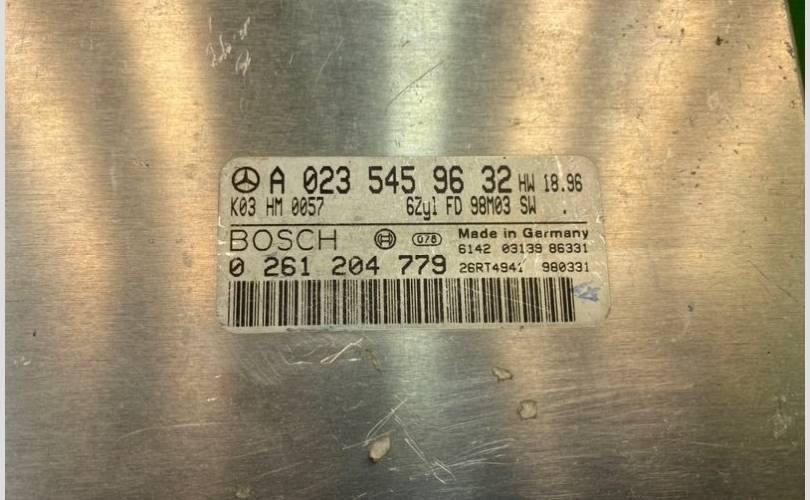 A 023 545 96 32 HW 18.96
K03 HM 0057 6Zyl FD 98M03 SW .
BOSCH 078 Made in Germany
6142 03139 86331
0 261 204 779 26RT4941 980331